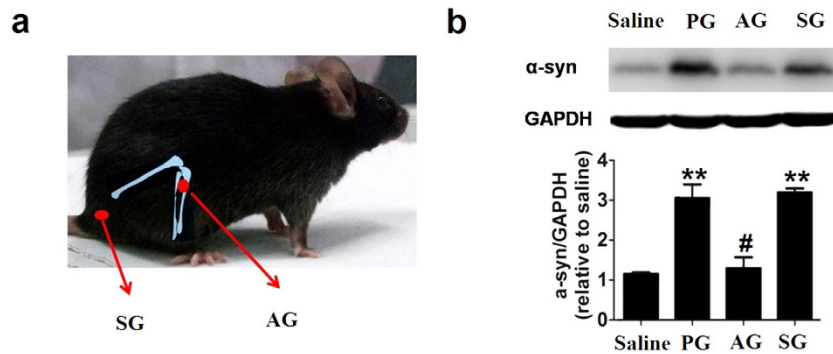 a
SG
AG
b
Saline PG AG SG
α-syn
GAPDH
a-syn/GAPDH
(relative to saline)
4
3
2
1
0
**
#
**
Saline PG AG SG